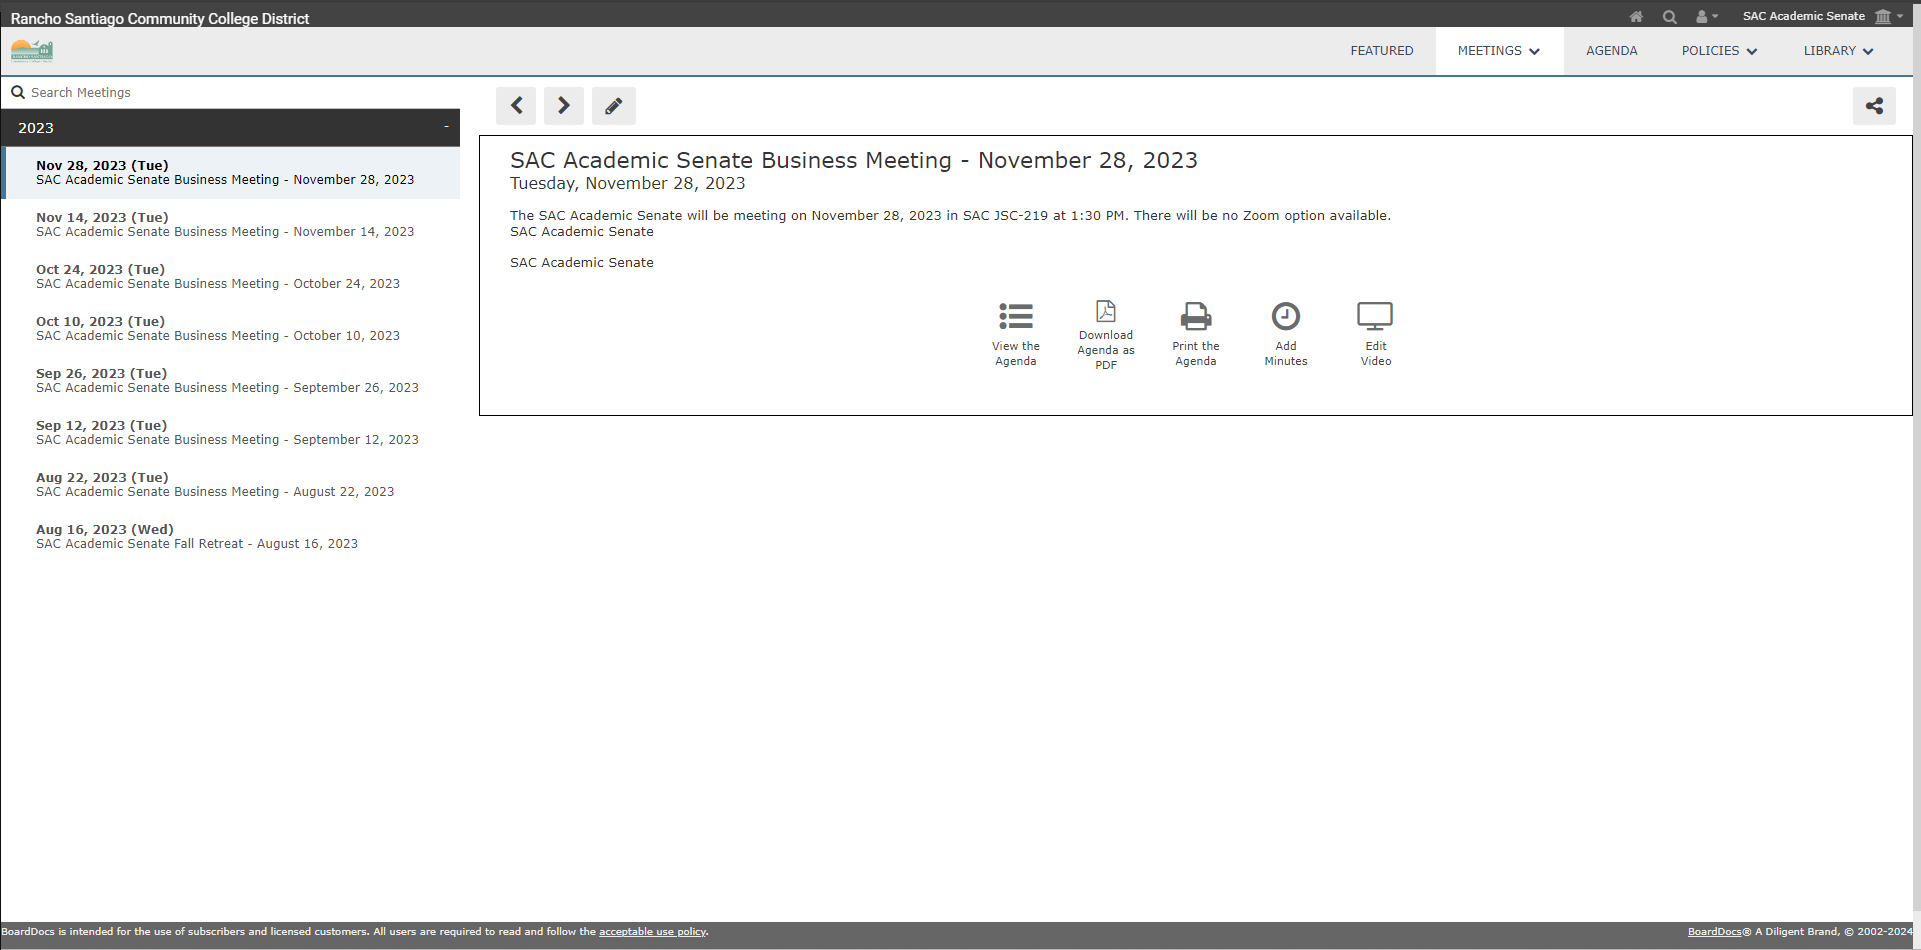 Rancho Santiago Community College District
SAC Academic Senate
FEATURED
MEETINGS
AGENDA
POLICIES
LIBRARY
Search Meetings
2023
-
Nov 28, 2023 (Tue)
SAC Academic Senate Business Meeting - November 28, 2023
Nov 14, 2023 (Tue)
SAC Academic Senate Business Meeting - November 14, 2023
Oct 24, 2023 (Tue)
SAC Academic Senate Business Meeting - October 24, 2023
Oct 10, 2023 (Tue)
SAC Academic Senate Business Meeting - October 10, 2023
Sep 26, 2023 (Tue)
SAC Academic Senate Business Meeting - September 26, 2023
Sep 12, 2023 (Tue)
SAC Academic Senate Business Meeting - September 12, 2023
Aug 22, 2023 (Tue)
SAC Academic Senate Business Meeting - August 22, 2023
Aug 16, 2023 (Wed)
SAC Academic Senate Fall Retreat - August 16, 2023
SAC Academic Senate Business Meeting - November 28, 2023
Tuesday, November 28, 2023
The SAC Academic Senate will be meeting on November 28, 2023 in SAC JSC-219 at 1:30 PM. There will be no Zoom option available.
SAC Academic Senate
SAC Academic Senate
View the
Agenda
Download
Agenda as
PDF
Print the
Agenda
Add
Minutes
Edit
Video
BoardDocs is intended for the use of subscribers and licensed customers. All users are required to read and follow the acceptable use policy.
BoardDocs® A Diligent Brand, © 2002-2024